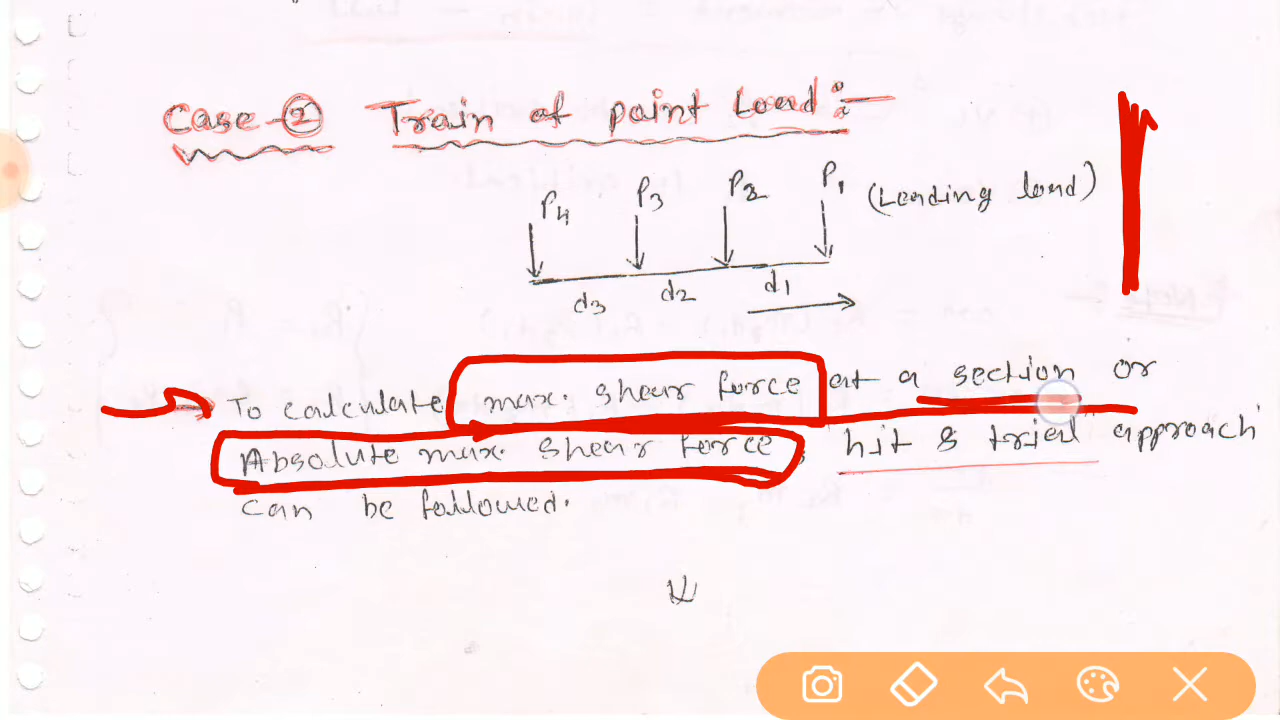 Case-② Train of point Load:-
P4 P3 P2 P1 (Leading load)
d3 d2 d1
→ To calculate max. shear force at a section or
Absolute max. shear force, hit & trial approach
can be followed.